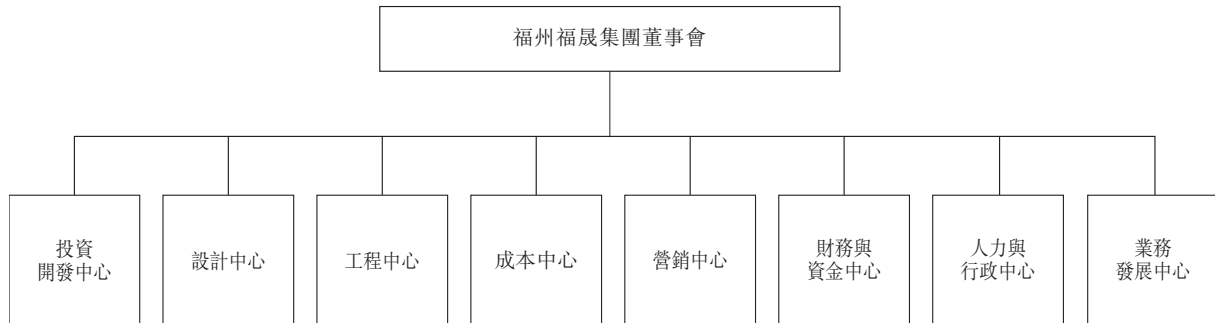 福州福晟集團董事會
投資
開發中心
設計中心
工程中心
成本中心
營銷中心
財務與
資金中心
人力與
行政中心
業務
發展中心